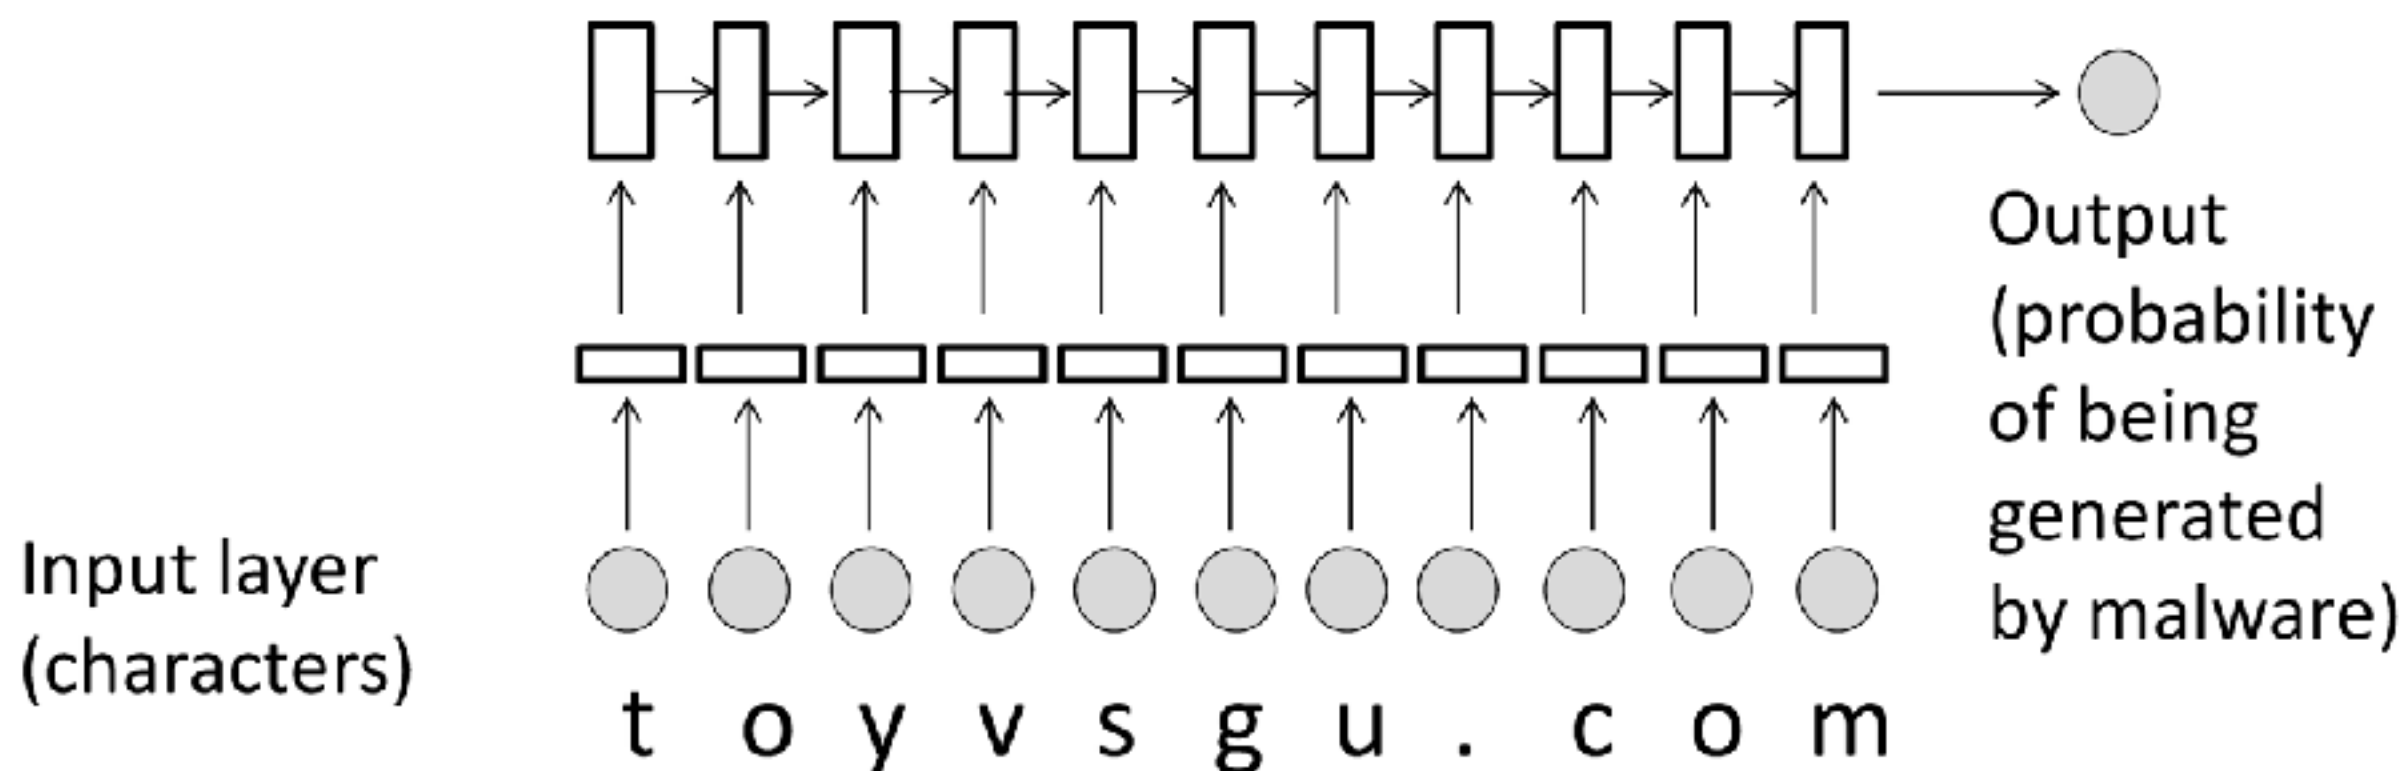 Output
(probability
of being
generated
by malware)
Input layer
(characters)
t o y v s g u . c o m